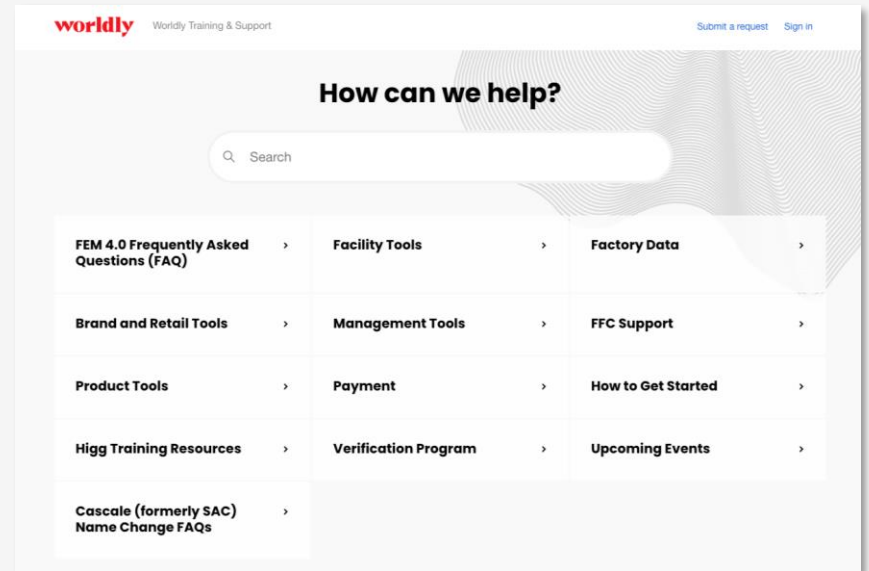 worldly Worldly Training & Support Submit a request Sign in
How can we help?
Search
FEM 4.0 Frequently Asked
Questions (FAQ)
Facility Tools
Factory Data
Brand and Retail Tools
Management Tools
FFC Support
Product Tools
Payment
How to Get Started
Higg Training Resources
Verification Program
Upcoming Events
Cascale (formerly SAC)
Name Change FAQs